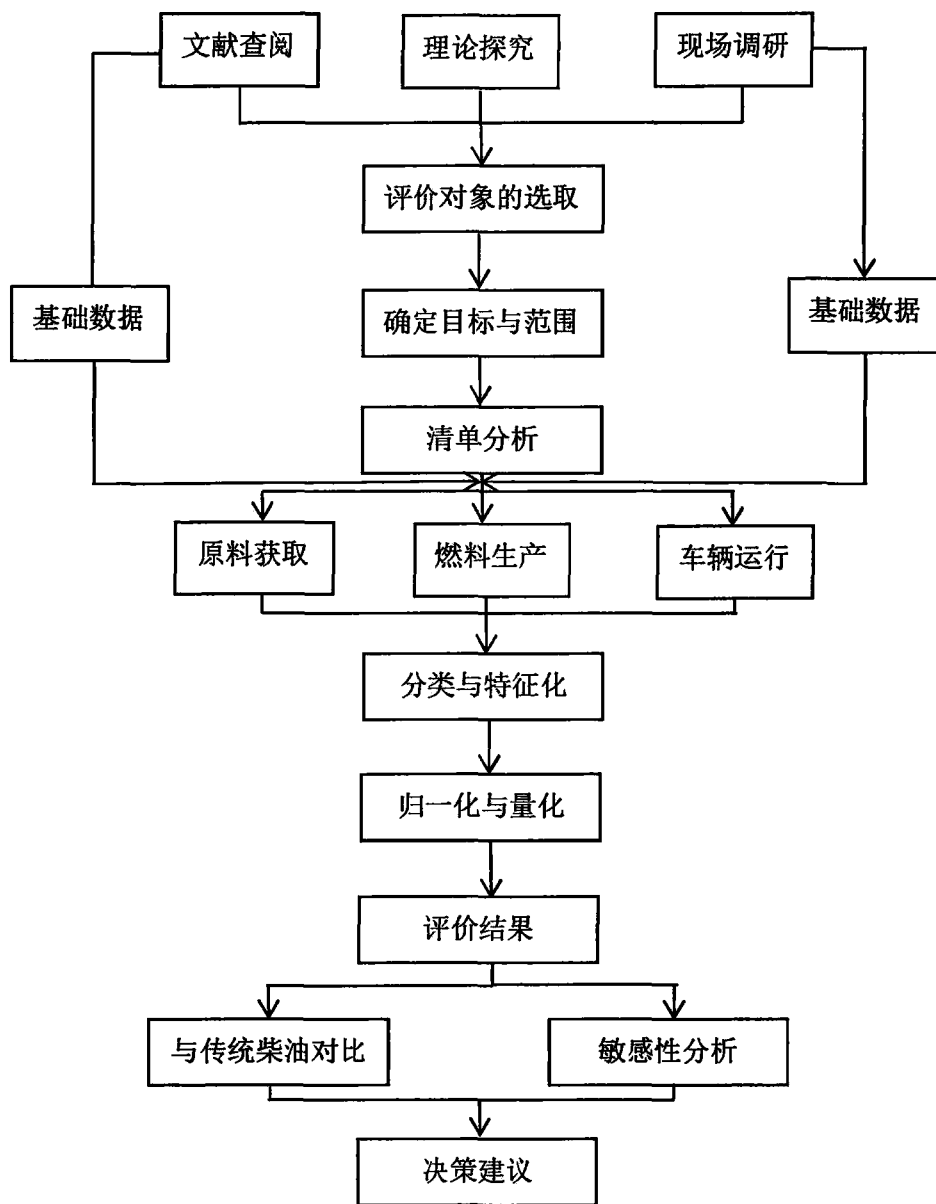 文献查阅
理论探究
现场调研
评价对象的选取
基础数据
确定目标与范围
基础数据
清单分析
原料获取
燃料生产
车辆运行
分类与特征化
归一化与量化
评价结果
与传统柴油对比
敏感性分析
决策建议